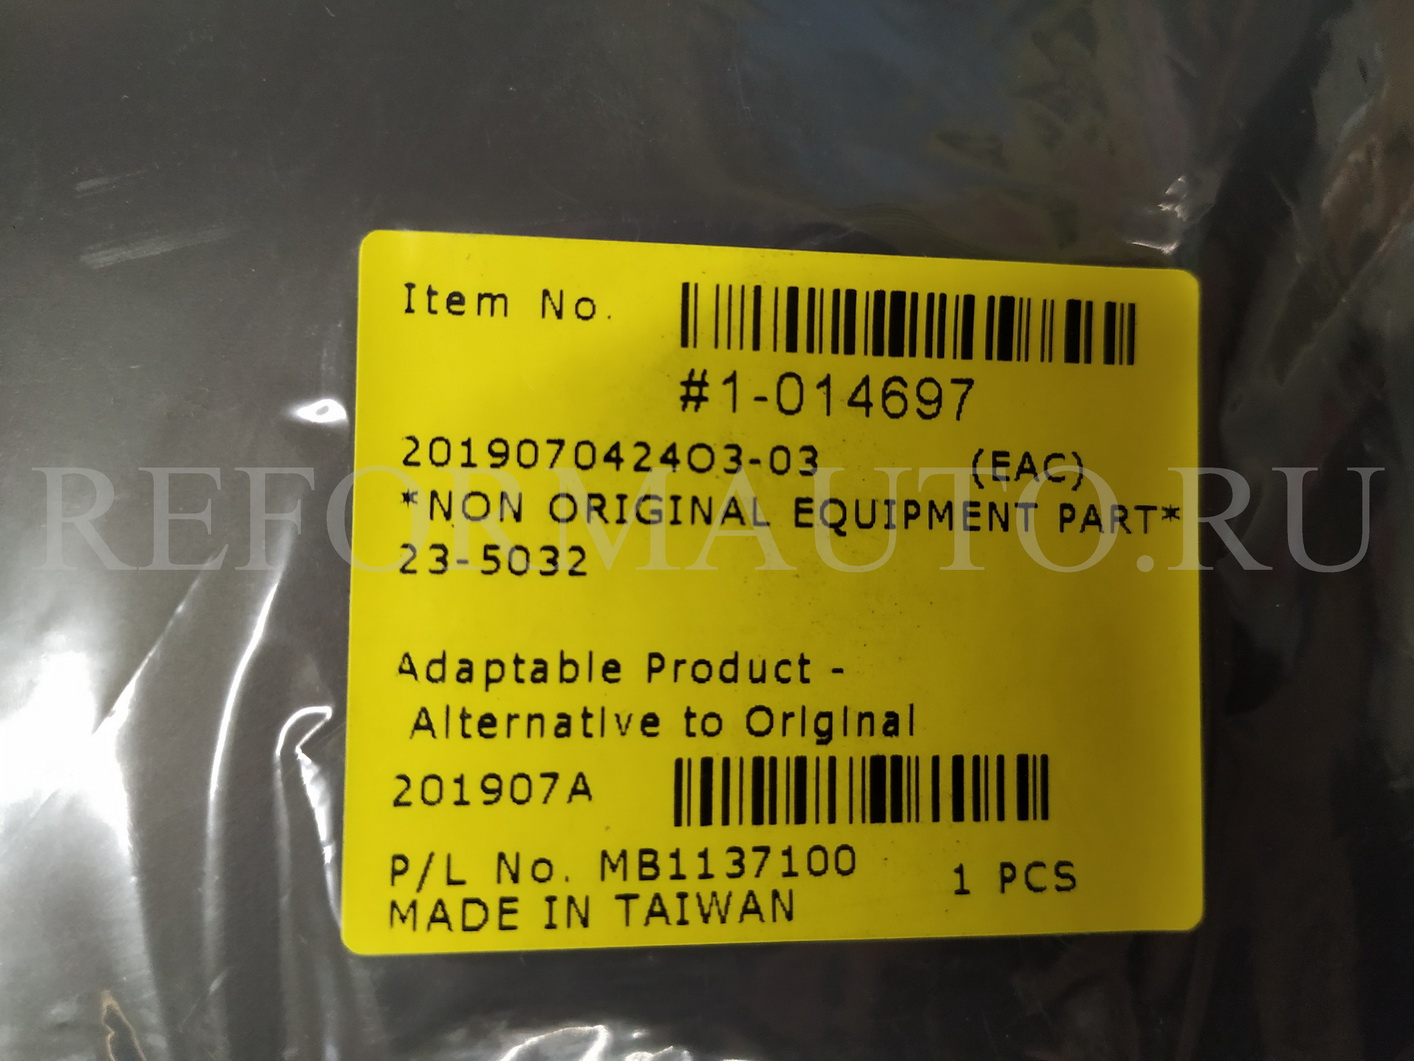 Item No.
#1-014697
2019070424O3-03 (EAC)
*NON ORIGINAL EQUIPMENT PART*
REFORMAUTO.RU
23-5032
Adaptable Product -
Alternative to Original
201907A
P/L No. MB1137100 1 PCS
MADE IN TAIWAN